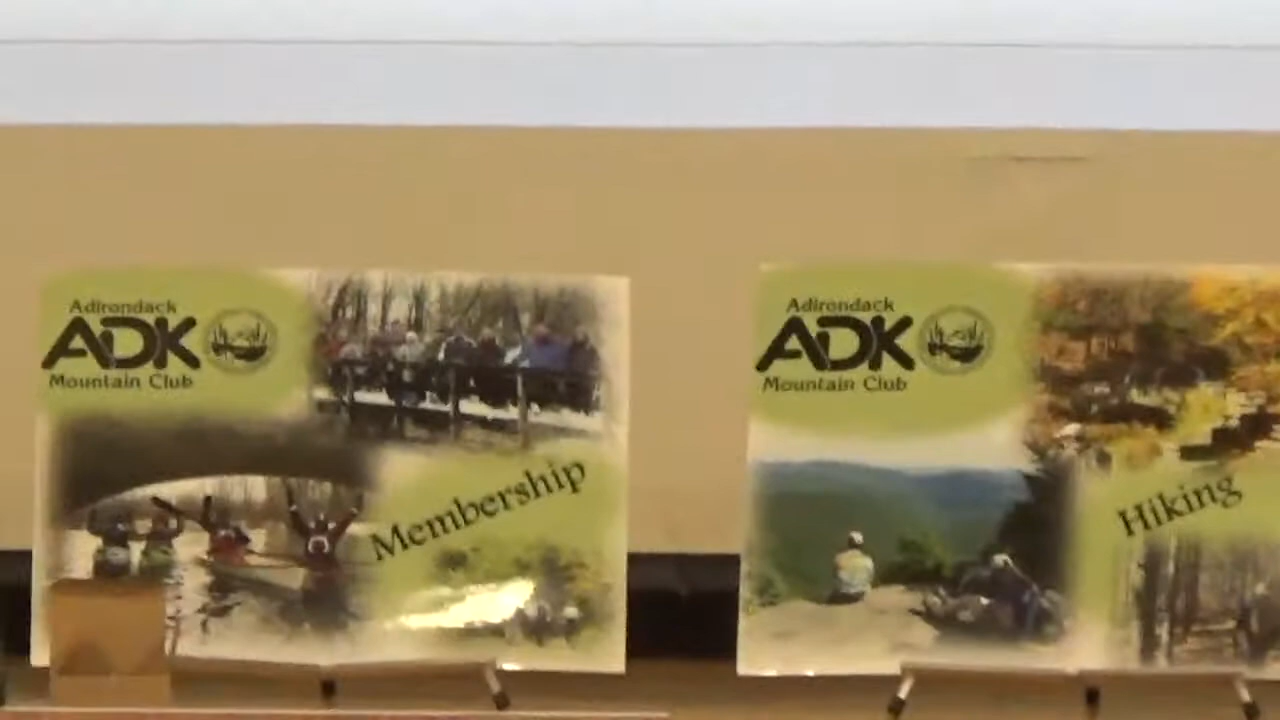 Adirondack
ADK
Mountain Club
Membership
Adirondack
ADK
Mountain Club
Hiking